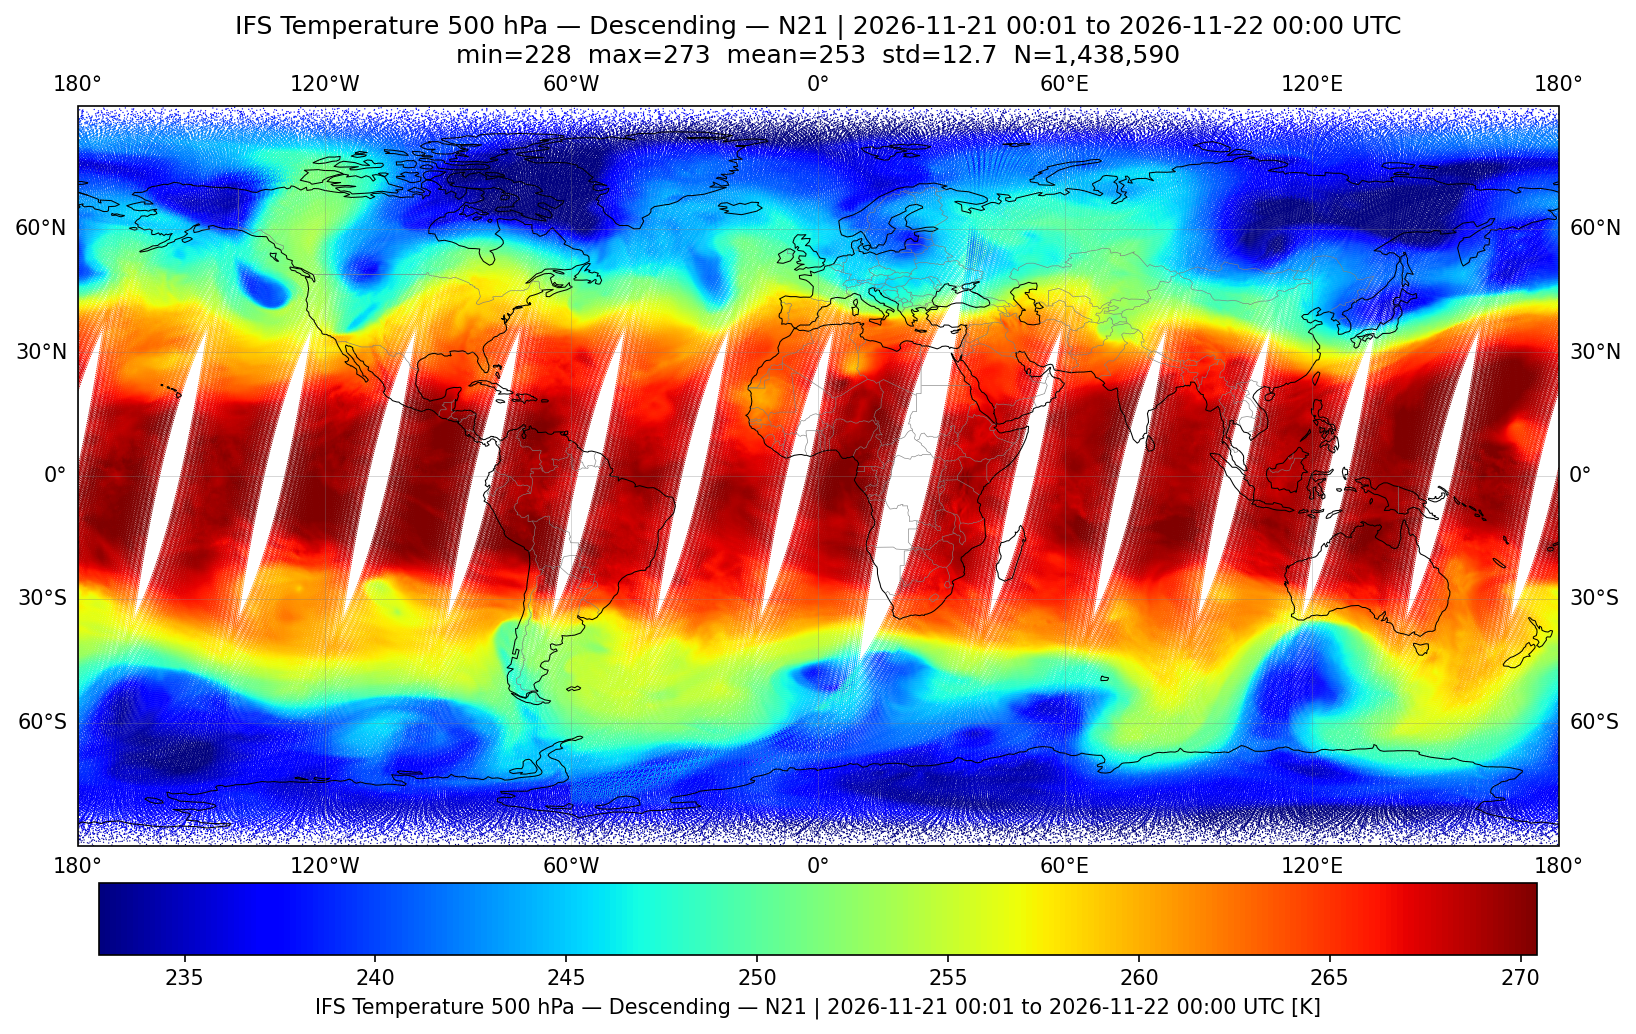 IFS Temperature 500 hPa — Descending — N21 | 2026-11-21 00:01 to 2026-11-22 00:00 UTC
min=228 max=273 mean=253 std=12.7 N=1,438,590
180° 120°W 60°W 0° 60°E 120°E 180°
60°N 60°N
30°N 30°N
0° 0°
30°S 30°S
60°S 60°S
180° 120°W 60°W 0° 60°E 120°E 180°
235 240 245 250 255 260 265 270
IFS Temperature 500 hPa — Descending — N21 | 2026-11-21 00:01 to 2026-11-22 00:00 UTC [K]